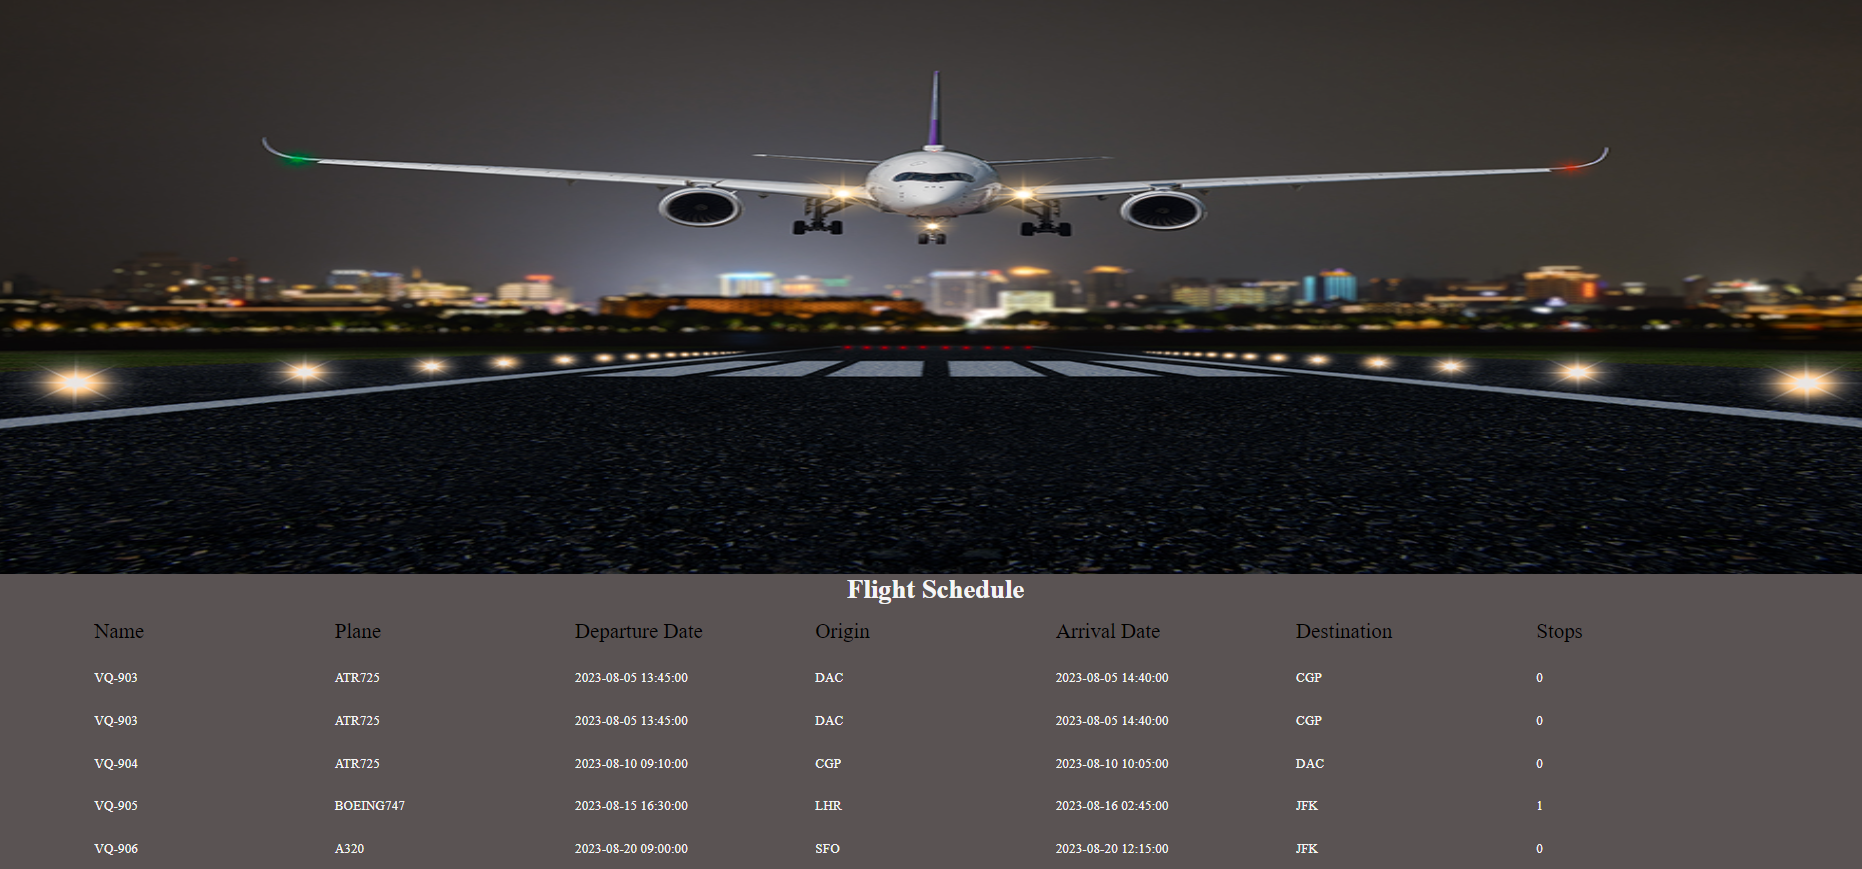 Flight Schedule
Name Plane Departure Date Origin Arrival Date Destination Stops
VQ-903 ATR725 2023-08-05 13:45:00 DAC 2023-08-05 14:40:00 CGP 0
VQ-903 ATR725 2023-08-05 13:45:00 DAC 2023-08-05 14:40:00 CGP 0
VQ-904 ATR725 2023-08-10 09:10:00 CGP 2023-08-10 10:05:00 DAC 0
VQ-905 BOEING747 2023-08-15 16:30:00 LHR 2023-08-16 02:45:00 JFK 1
VQ-906 A320 2023-08-20 09:00:00 SFO 2023-08-20 12:15:00 JFK 0